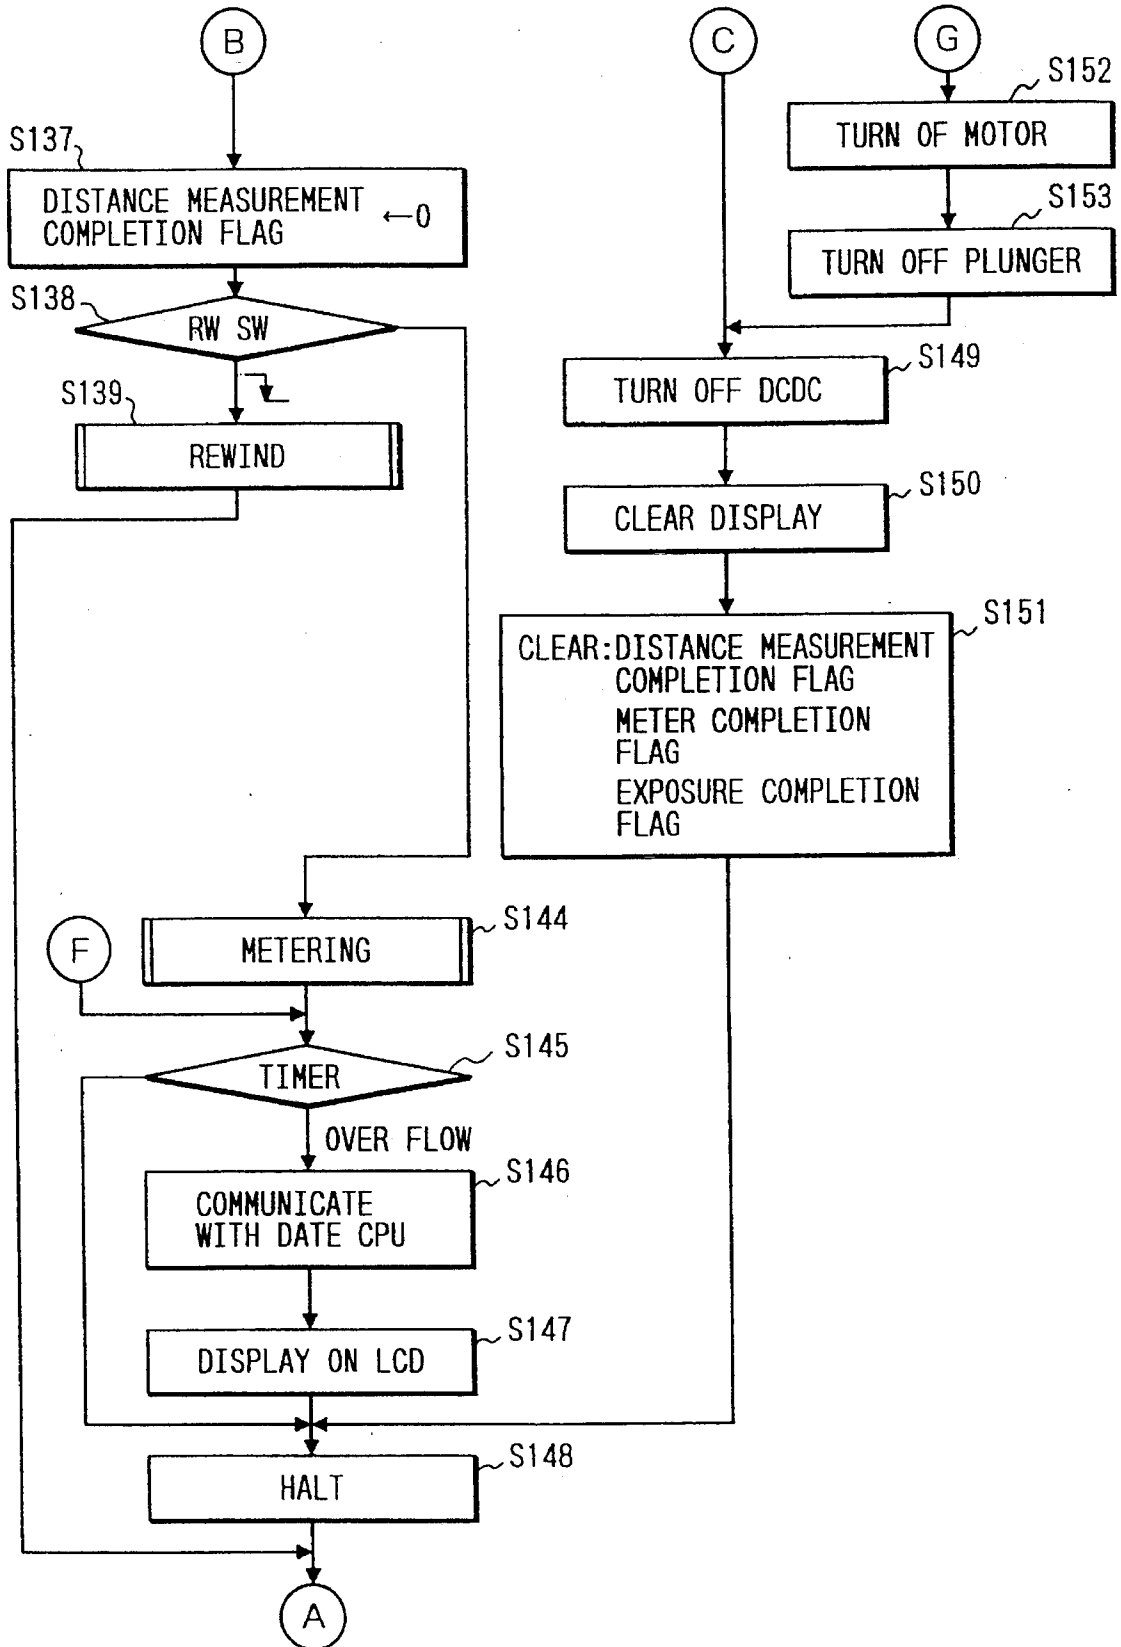 B
C
G
S152
TURN OF MOTOR
S137
DISTANCE MEASUREMENT
COMPLETION FLAG ←0
S153
TURN OFF PLUNGER
S138
RW SW
S149
TURN OFF DCDC
S139
REWIND
S150
CLEAR DISPLAY
S151
CLEAR:DISTANCE MEASUREMENT
COMPLETION FLAG
METER COMPLETION
FLAG
EXPOSURE COMPLETION
FLAG
S144
F
METERING
S145
TIMER
OVER FLOW
S146
COMMUNICATE
WITH DATE CPU
S147
DISPLAY ON LCD
S148
HALT
A